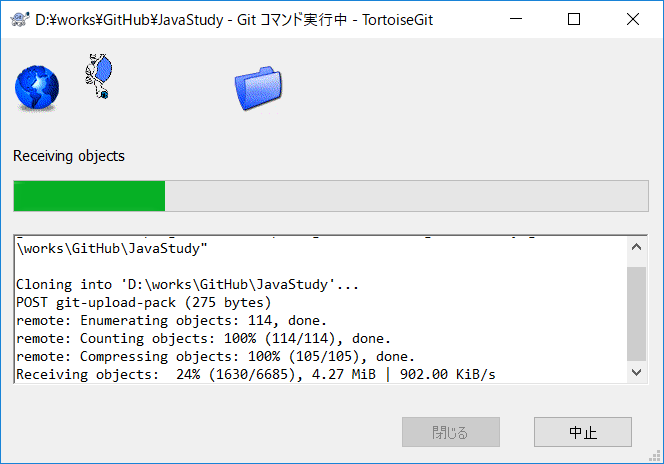 D:¥works¥GitHub¥JavaStudy - Git コマンド実行中 - TortoiseGit
Receiving objects
\works\GitHub\JavaStudy"
Cloning into 'D:\works\GitHub\JavaStudy'...
POST git-upload-pack (275 bytes)
remote: Enumerating objects: 114, done.
remote: Counting objects: 100% (114/114), done.
remote: Compressing objects: 100% (105/105), done.
Receiving objects:  24% (1630/6685), 4.27 MiB | 902.00 KiB/s
閉じる
中止